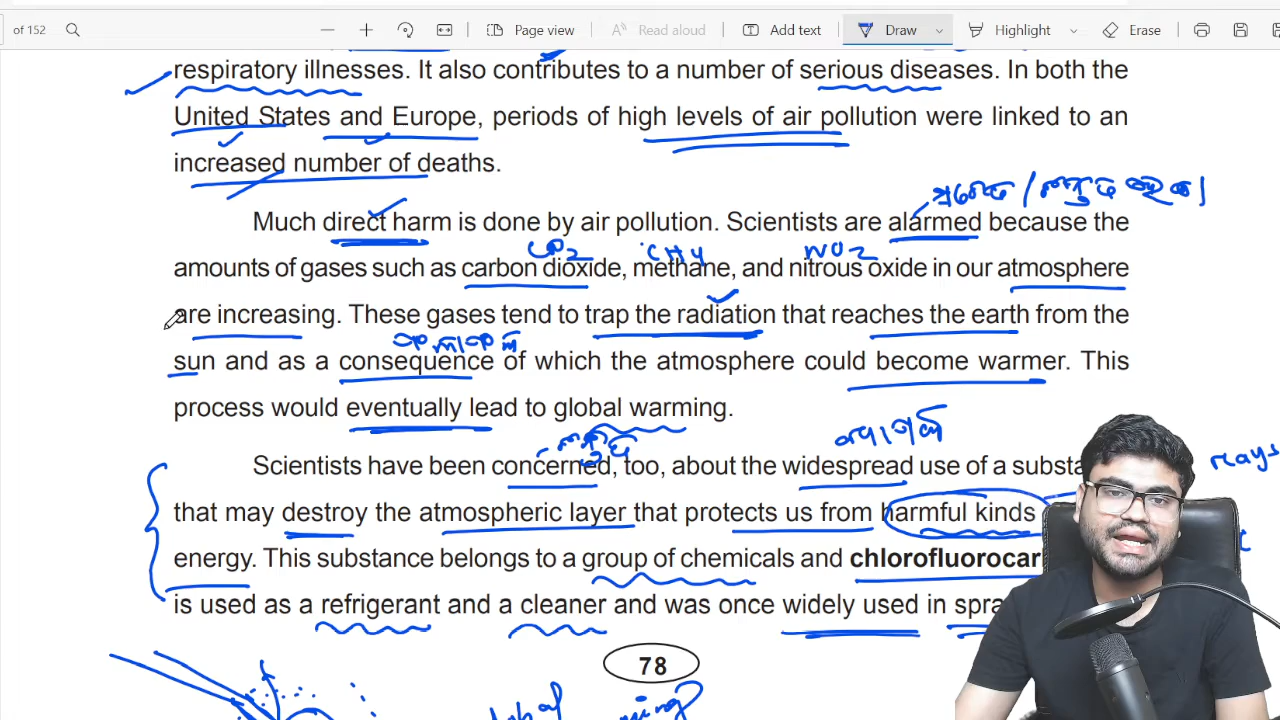 of 152 Page view Read aloud Add text Draw Highlight Erase
respiratory illnesses. It also contributes to a number of serious diseases. In both the
United States and Europe, periods of high levels of air pollution were linked to an
increased number of deaths.
Much direct harm is done by air pollution. Scientists are alarmed because the
CO2 CH4 NO2
amounts of gases such as carbon dioxide, methane, and nitrous oxide in our atmosphere
are increasing. These gases tend to trap the radiation that reaches the earth from the
sun and as a consequence of which the atmosphere could become warmer. This
process would eventually lead to global warming.
Scientists have been concerned, too, about the widespread use of a
rays
that may destroy the atmospheric layer that protects us from harmful kinds
energy. This substance belongs to a group of chemicals and
is used as a refrigerant and a cleaner and was once widely used in
78